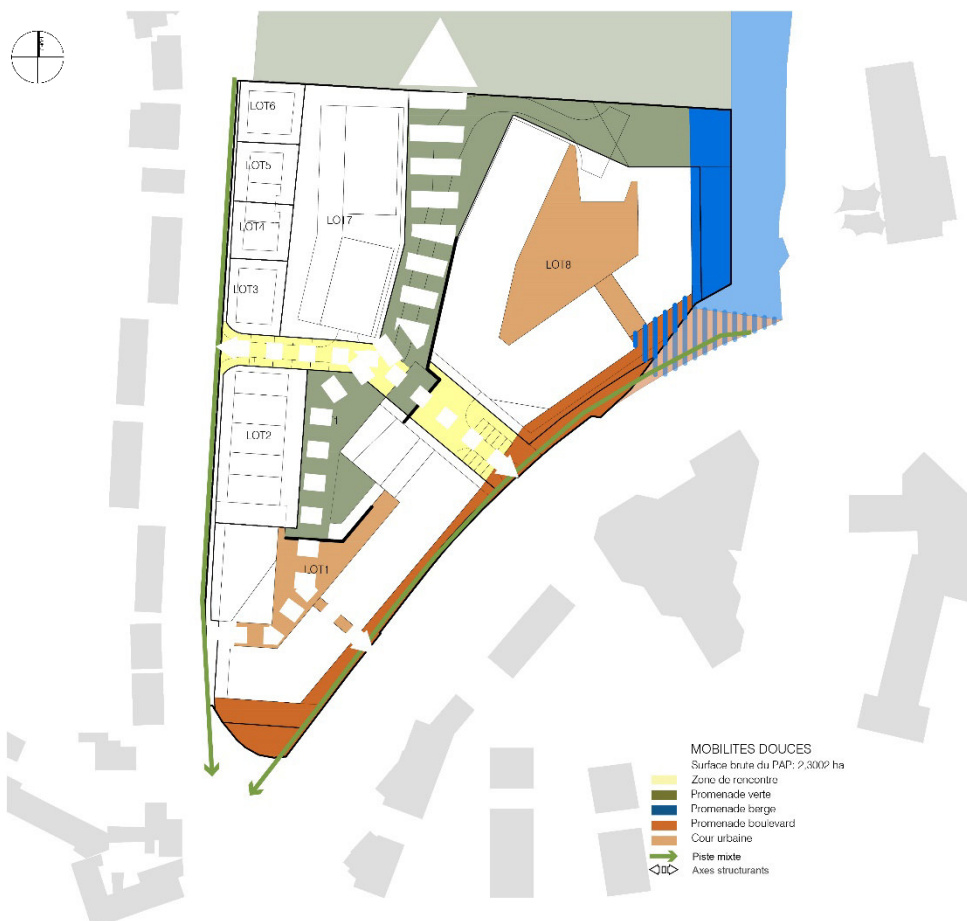 LOT6
LOT5
LOT7
LOT4
LOT8
LOT3
LOT2
LOT1
MOBILITES DOUCES
Surface brute du PAP: 2,3002 ha
Zone de rencontre
Promenade verte
Promenade berge
Promenade boulevard
Cour urbaine
Piste mixte
Axes structurants